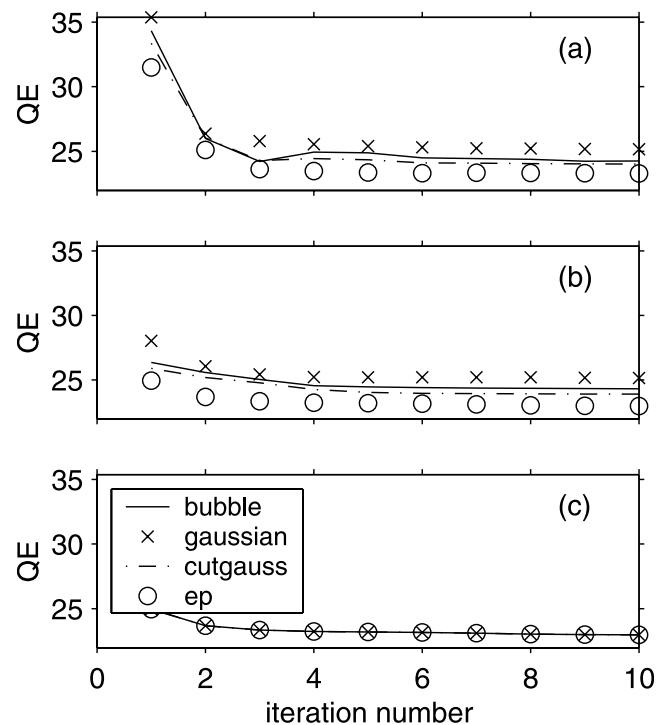 35
30
25
QE
(a)
35
30
25
QE
(b)
35
30
25
QE
(c)
bubble
gaussian
cutgauss
ep
0 2 4 6 8 10
iteration number